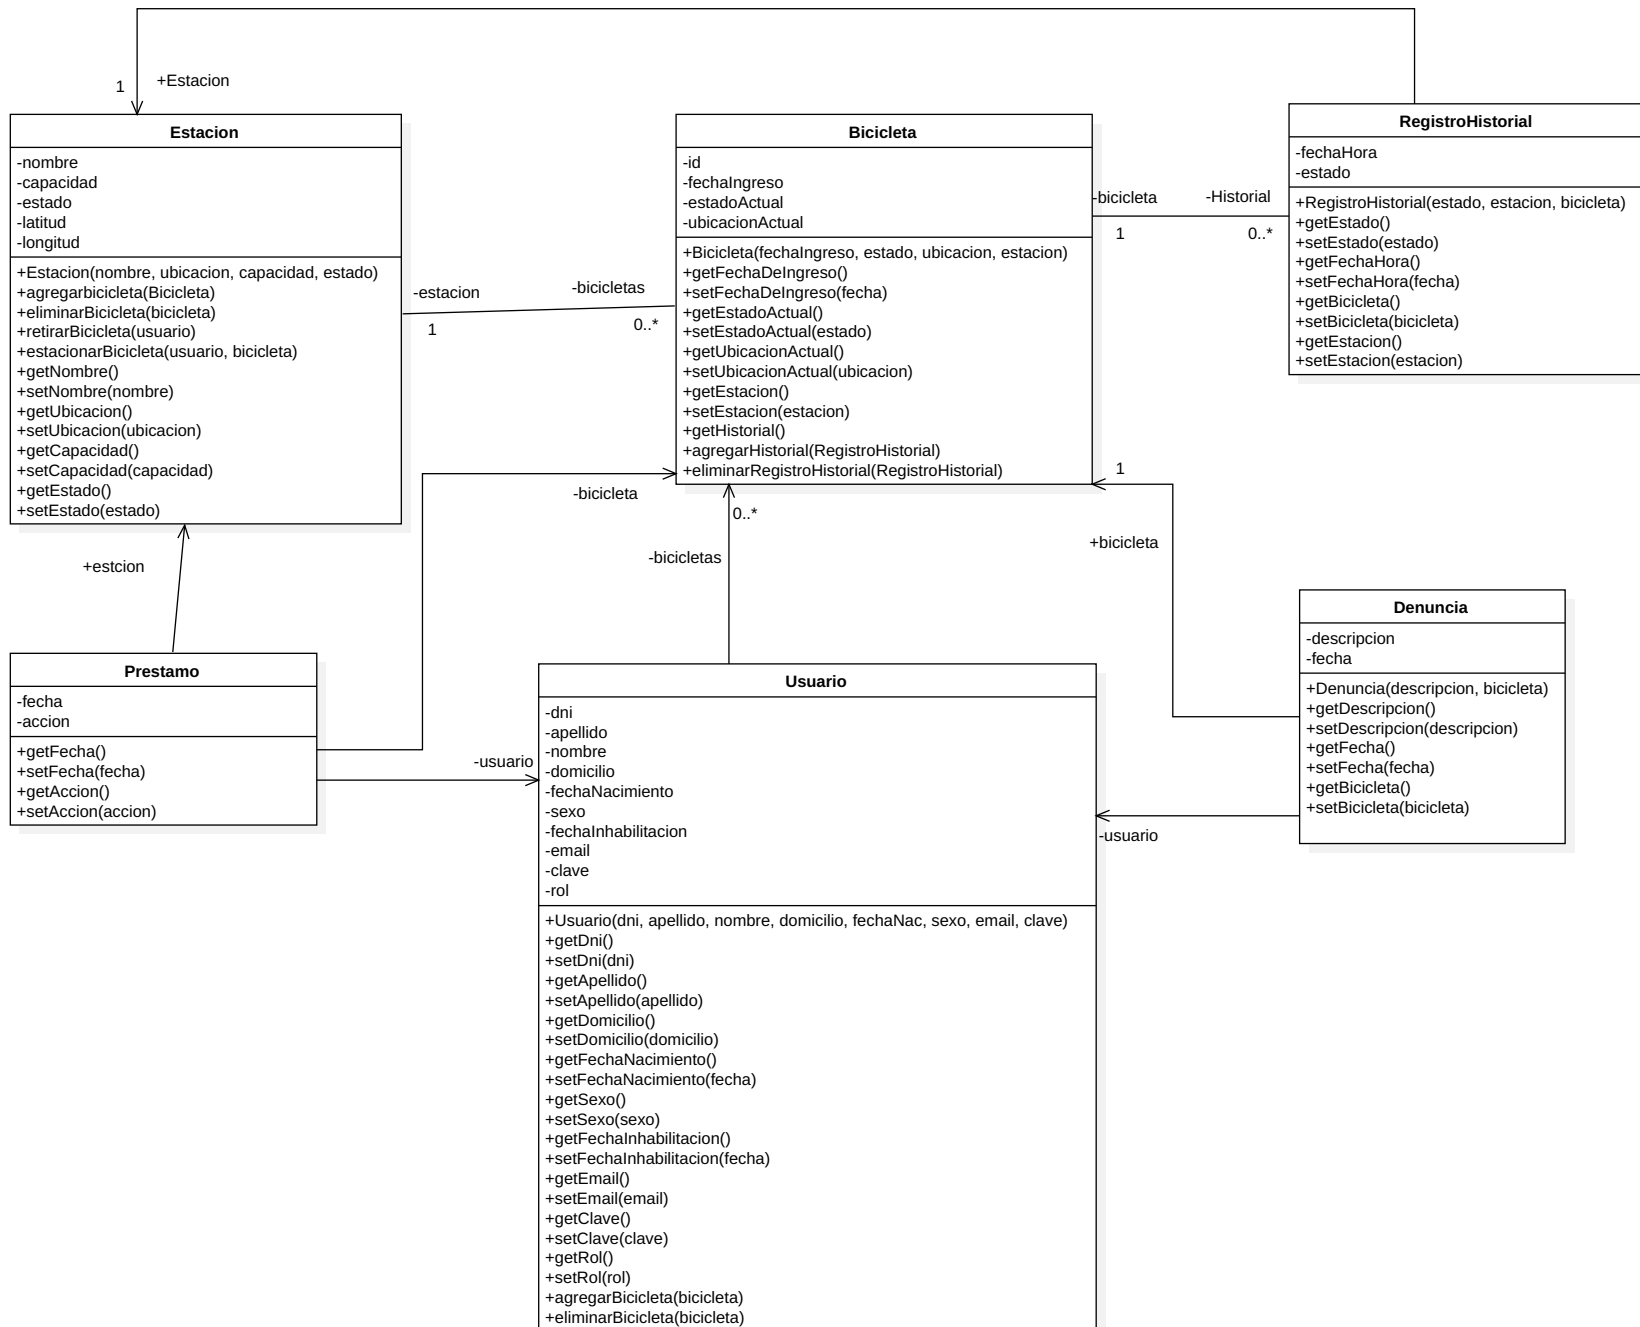 1
+Estacion
Estacion
-nombre
-capacidad
-estado
-latitud
-longitud
+Estacion(nombre, ubicacion, capacidad, estado)
+agregarbicicleta(Bicicleta)
+eliminarBicicleta(bicicleta)
+retirarBicicleta(usuario)
+estacionarBicicleta(usuario, bicicleta)
+getNombre()
+setNombre(nombre)
+getUbicacion()
+setUbicacion(ubicacion)
+getCapacidad()
+setCapacidad(capacidad)
+getEstado()
+setEstado(estado)
-estacion
1
-bicicletas
0..*
Bicicleta
-id
-fechaIngreso
-estadoActual
-ubicacionActual
+Bicicleta(fechaIngreso, estado, ubicacion, estacion)
+getFechaDeIngreso()
+setFechaDeIngreso(fecha)
+getEstadoActual()
+setEstadoActual(estado)
+getUbicacionActual()
+setUbicacionActual(ubicacion)
+getEstacion()
+setEstacion(estacion)
+getHistorial()
+agregarHistorial(RegistroHistorial)
+eliminarRegistroHistorial(RegistroHistorial)
-bicicleta
1
-Historial
0..*
RegistroHistorial
-fechaHora
-estado
+RegistroHistorial(estado, estacion, bicicleta)
+getEstado()
+setEstado(estado)
+getFechaHora()
+setFechaHora(fecha)
+getBicicleta()
+setBicicleta(bicicleta)
+getEstacion()
+setEstacion(estacion)
+estcion
-bicicleta
0..*
-bicicletas
1
+bicicleta
Prestamo
-fecha
-accion
+getFecha()
+setFecha(fecha)
+getAccion()
+setAccion(accion)
-usuario
Usuario
-dni
-apellido
-nombre
-domicilio
-fechaNacimiento
-sexo
-fechaInhabilitacion
-email
-clave
-rol
+Usuario(dni, apellido, nombre, domicilio, fechaNac, sexo, email, clave)
+getDni()
+setDni(dni)
+getApellido()
+setApellido(apellido)
+getDomicilio()
+setDomicilio(domicilio)
+getFechaNacimiento()
+setFechaNacimiento(fecha)
+getSexo()
+setSexo(sexo)
+getFechaInhabilitacion()
+setFechaInhabilitacion(fecha)
+getEmail()
+setEmail(email)
+getClave()
+setClave(clave)
+getRol()
+setRol(rol)
+agregarBicicleta(bicicleta)
+eliminarBicicleta(bicicleta)
Denuncia
-descripcion
-fecha
+Denuncia(descripcion, bicicleta)
+getDescripcion()
+setDescripcion(descripcion)
+getFecha()
+setFecha(fecha)
+getBicicleta()
+setBicicleta(bicicleta)
-usuario